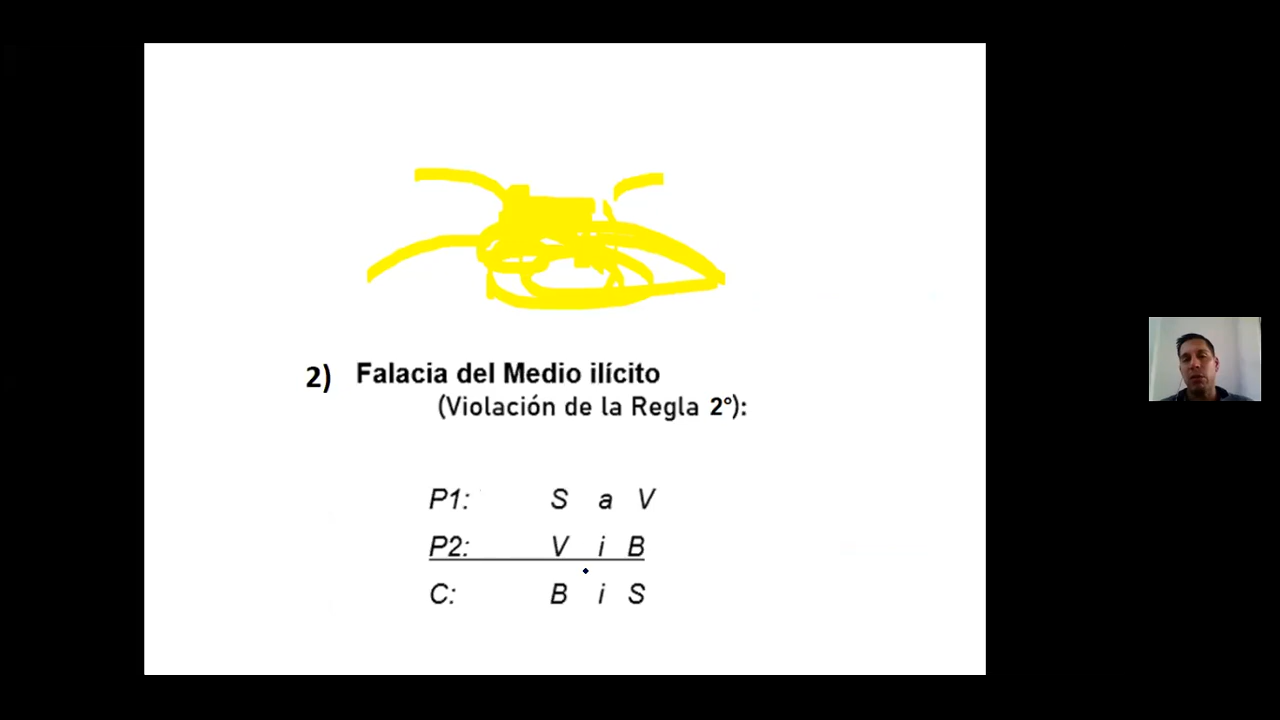 2) Falacia del Medio ilícito
(Violación de la Regla 2°):
P1: S a V
P2: V i B
C: B i S